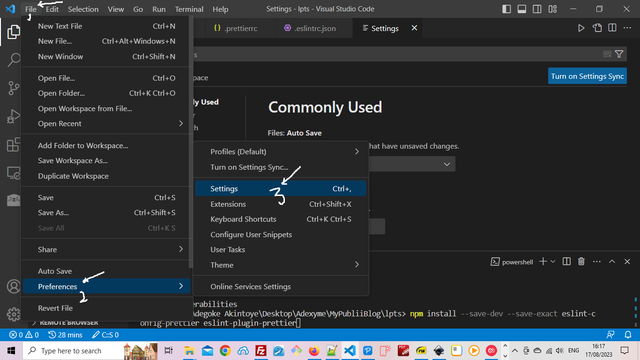 File Edit Selection View Go Run Terminal Help
Settings - lpts - Visual Studio Code
1
.prettierrc
.eslintrc.json
Settings
New Text File Ctrl+N
New File... Ctrl+Alt+Windows+N
New Window Ctrl+Shift+N
Open File... Ctrl+O
Open Folder... Ctrl+K Ctrl+O
Open Workspace from File...
Open Recent
Add Folder to Workspace...
Save Workspace As...
Duplicate Workspace
Save Ctrl+S
Save As... Ctrl+Shift+S
Save All Ctrl+K S
Share
Auto Save
Preferences
2
Revert File
Turn on Settings Sync
Commonly Used
Files: Auto Save
that have unsaved changes.
Profiles (Default)
Turn on Settings Sync...
Settings Ctrl+,
3
Extensions Ctrl+Shift+X
Keyboard Shortcuts Ctrl+K Ctrl+S
Configure User Snippets
User Tasks
Theme
Online Services Settings
powershell
erabilities
degoke Akintoye\Desktop\Adexyme\MyPubliiBlog\lpts> npm install --save-dev --save-exact eslint-c
onfig-prettier eslint-plugin-prettier
REMOTE BROWSER
0 0 28 mins C::S 0
Type here to search
16:17
17/08/2023